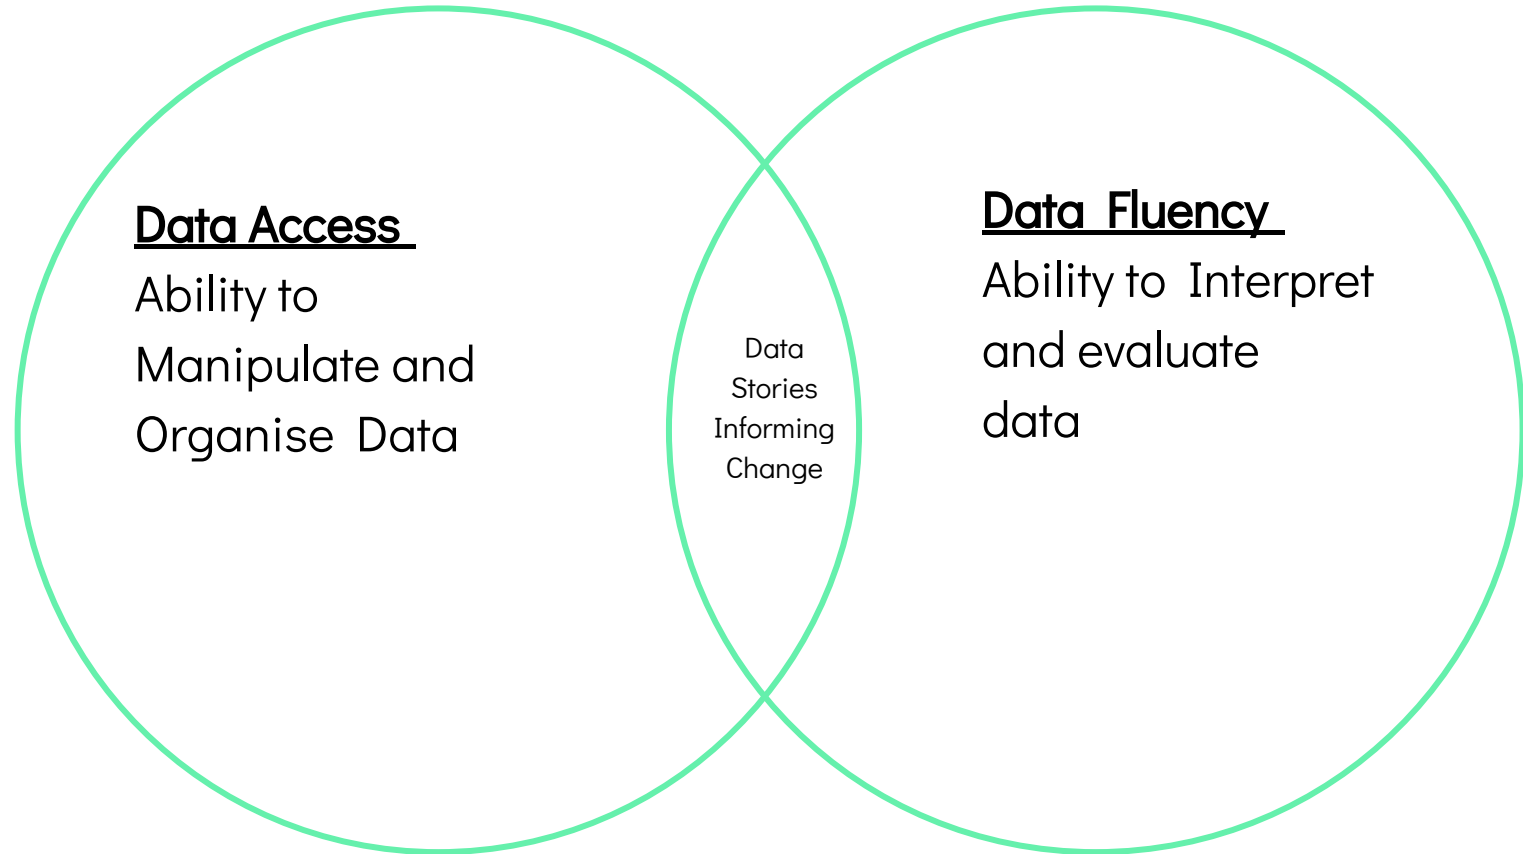 Data Access
Ability to
Manipulate and
Organise Data
Data
Stories
Informing
Change
Data Fluency
Ability to Interpret
and evaluate
data